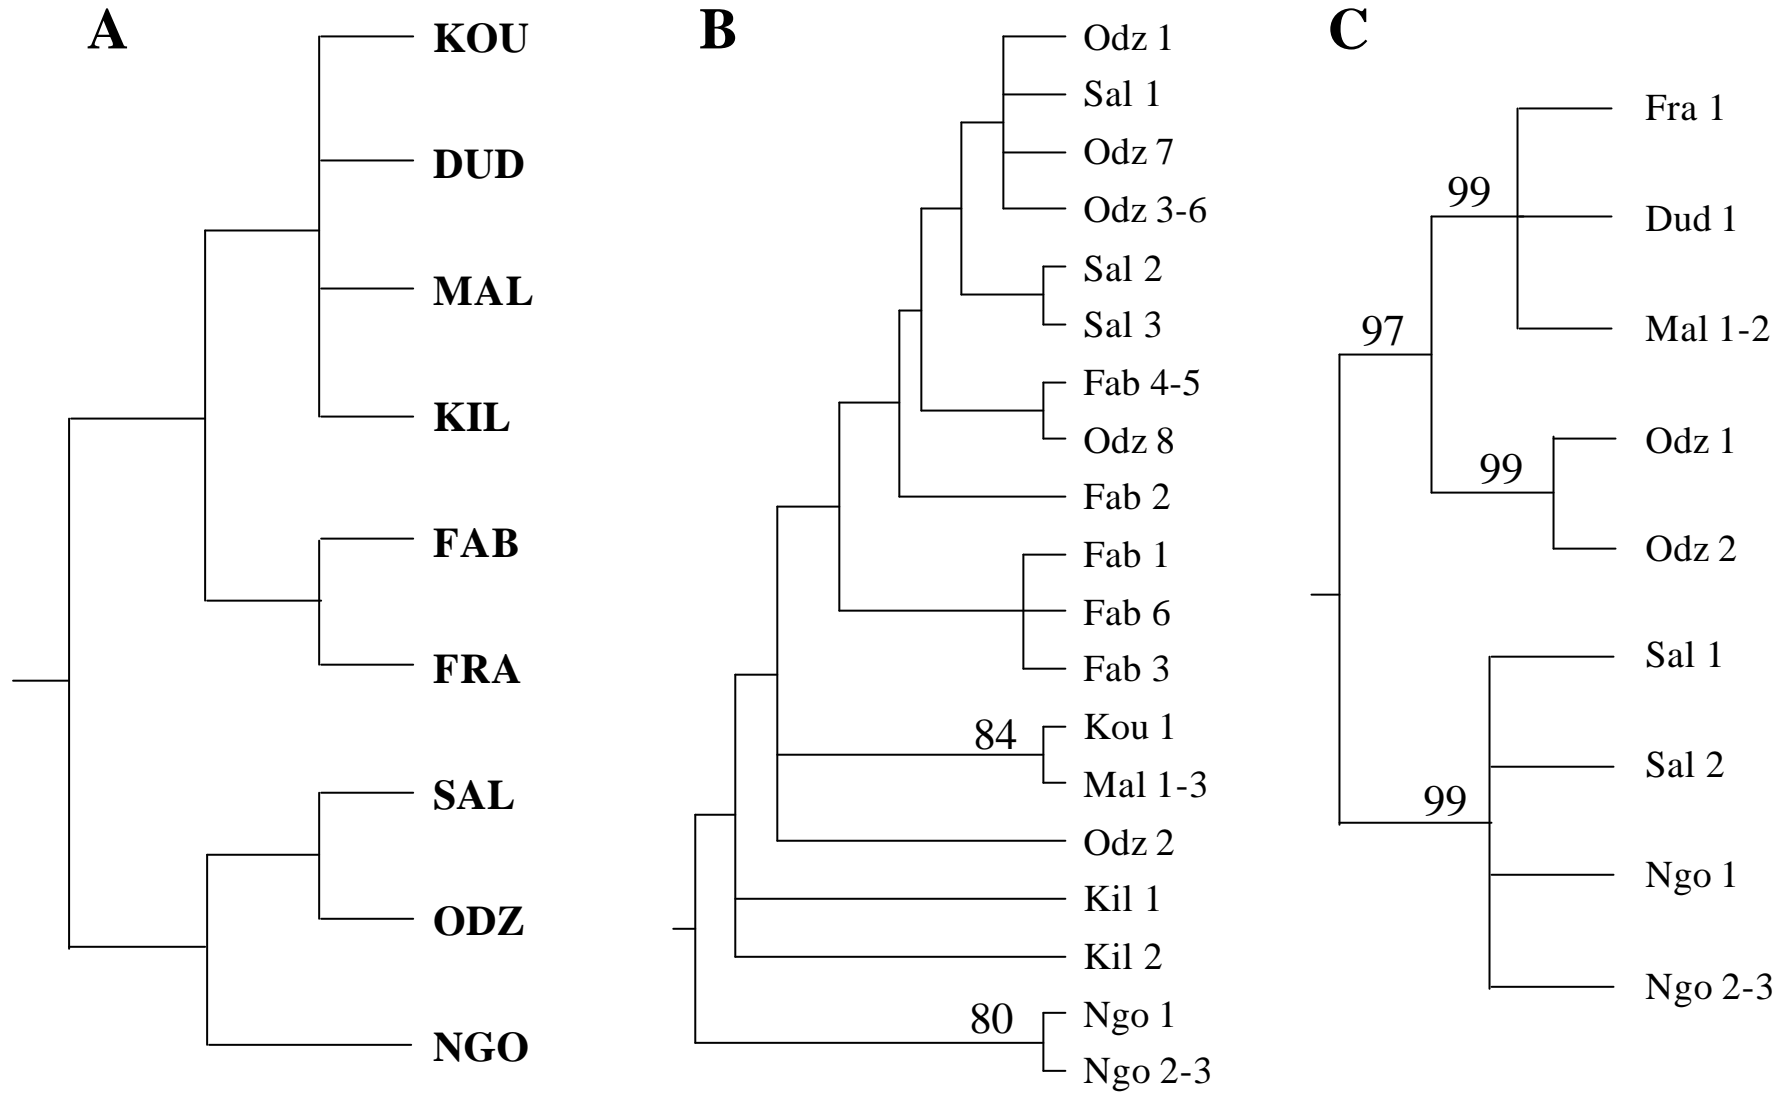 A
KOU
DUD
MAL
KIL
FAB
FRA
SAL
ODZ
NGO
B
Odz 1
Sal 1
Odz 7
Odz 3-6
Sal 2
Sal 3
Fab 4-5
Odz 8
Fab 2
Fab 1
Fab 6
Fab 3
84
Kou 1
Mal 1-3
Odz 2
Kil 1
Kil 2
80
Ngo 1
Ngo 2-3
C
Fra 1
99
Dud 1
97
Mal 1-2
Odz 1
99
Odz 2
Sal 1
Sal 2
99
Ngo 1
Ngo 2-3